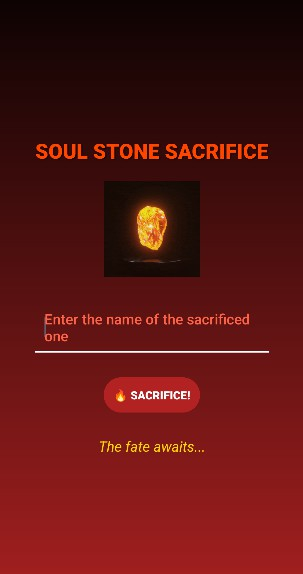 SOUL STONE SACRIFICE
Enter the name of the sacrificed
one
🔥 SACRIFICE!
The fate awaits...